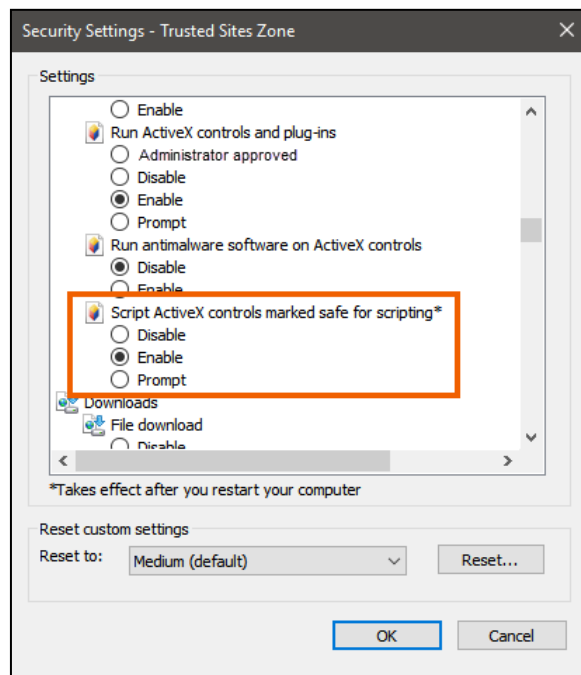 Security Settings - Trusted Sites Zone
Settings
Enable
Run ActiveX controls and plug-ins
Administrator approved
Disable
Enable
Prompt
Run antimalware software on ActiveX controls
Disable
Enable
Script ActiveX controls marked safe for scripting*
Disable
Enable
Prompt
Downloads
File download
Disable
*Takes effect after you restart your computer
Reset custom settings
Reset to: Medium (default) Reset...
OK Cancel